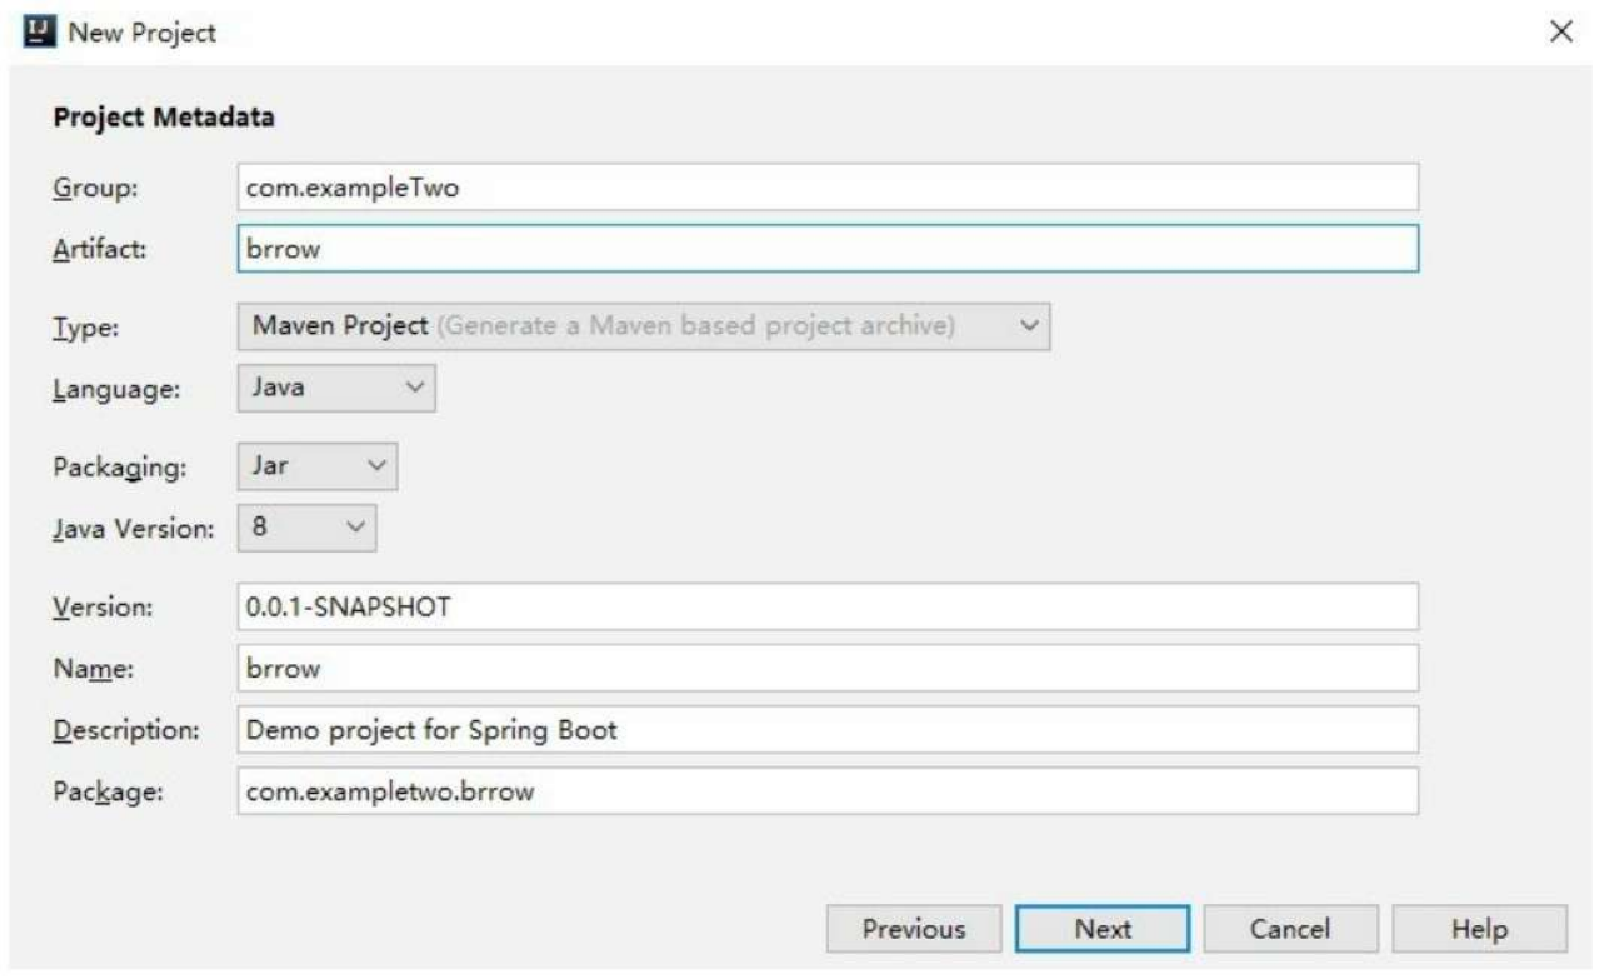 New Project
Project Metadata
Group: com.exampleTwo
Artifact: brrow
Type: Maven Project (Generate a Maven based project archive)
Language: Java
Packaging: Jar
Java Version: 8
Version: 0.0.1-SNAPSHOT
Name: brrow
Description: Demo project for Spring Boot
Package: com.exampletwo.brrow
Previous Next Cancel Help